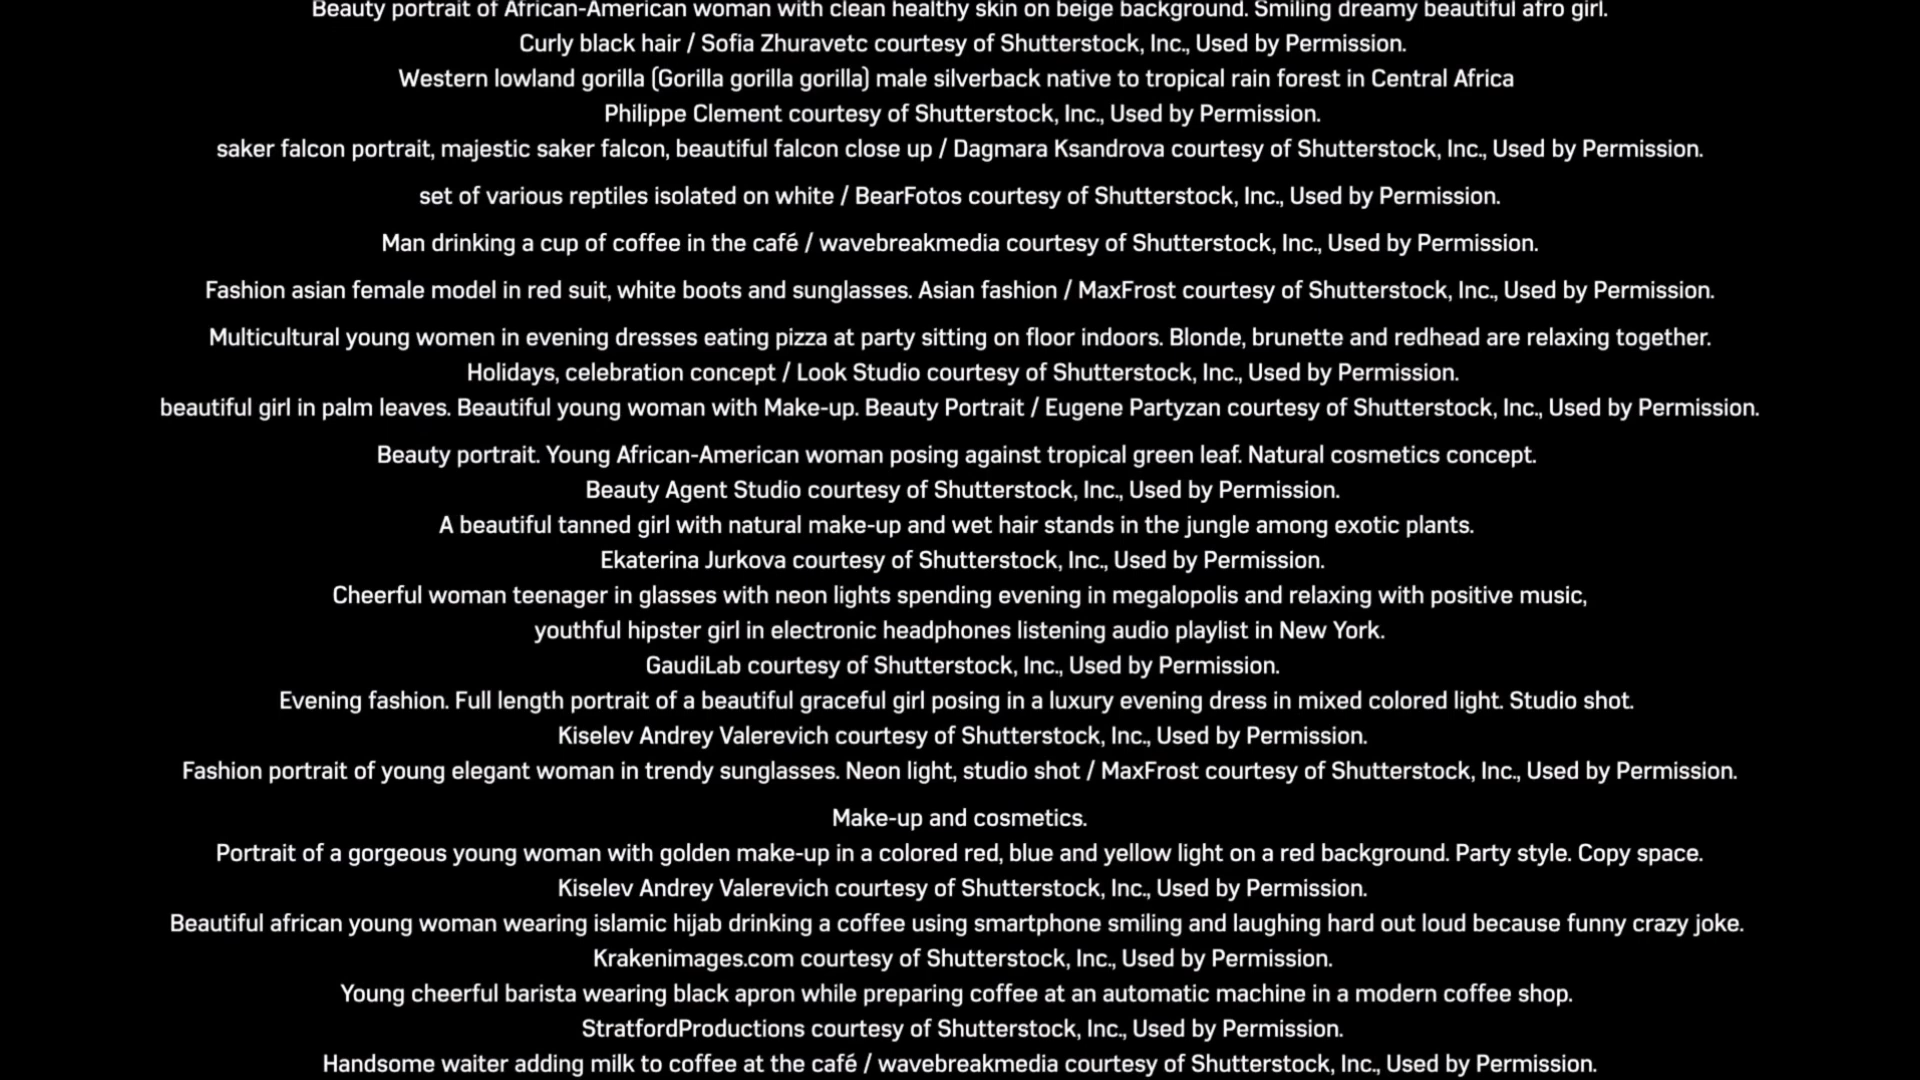 Beauty portrait of African-American woman with clean healthy skin on beige background. Smiling dreamy beautiful afro girl.
Curly black hair / Sofia Zhuravetc courtesy of Shutterstock, Inc., Used by Permission.
Western lowland gorilla (Gorilla gorilla gorilla) male silverback native to tropical rain forest in Central Africa
Philippe Clement courtesy of Shutterstock, Inc., Used by Permission.
saker falcon portrait, majestic saker falcon, beautiful falcon close up / Dagmara Ksandrova courtesy of Shutterstock, Inc., Used by Permission.
set of various reptiles isolated on white / BearFotos courtesy of Shutterstock, Inc., Used by Permission.
Man drinking a cup of coffee in the café / wavebreakmedia courtesy of Shutterstock, Inc., Used by Permission.
Fashion asian female model in red suit, white boots and sunglasses. Asian fashion / MaxFrost courtesy of Shutterstock, Inc., Used by Permission.
Multicultural young women in evening dresses eating pizza at party sitting on floor indoors. Blonde, brunette and redhead are relaxing together.
Holidays, celebration concept / Look Studio courtesy of Shutterstock, Inc., Used by Permission.
beautiful girl in palm leaves. Beautiful young woman with Make-up. Beauty Portrait / Eugene Partyzan courtesy of Shutterstock, Inc., Used by Permission.
Beauty portrait. Young African-American woman posing against tropical green leaf. Natural cosmetics concept.
Beauty Agent Studio courtesy of Shutterstock, Inc., Used by Permission.
A beautiful tanned girl with natural make-up and wet hair stands in the jungle among exotic plants.
Ekaterina Jurkova courtesy of Shutterstock, Inc., Used by Permission.
Cheerful woman teenager in glasses with neon lights spending evening in megalopolis and relaxing with positive music,
youthful hipster girl in electronic headphones listening audio playlist in New York.
GaudiLab courtesy of Shutterstock, Inc., Used by Permission.
Evening fashion. Full length portrait of a beautiful graceful girl posing in a luxury evening dress in mixed colored light. Studio shot.
Kiselev Andrey Valerevich courtesy of Shutterstock, Inc., Used by Permission.
Fashion portrait of young elegant woman in trendy sunglasses. Neon light, studio shot / MaxFrost courtesy of Shutterstock, Inc., Used by Permission.
Make-up and cosmetics.
Portrait of a gorgeous young woman with golden make-up in a colored red, blue and yellow light on a red background. Party style. Copy space.
Kiselev Andrey Valerevich courtesy of Shutterstock, Inc., Used by Permission.
Beautiful african young woman wearing islamic hijab drinking a coffee using smartphone smiling and laughing hard out loud because funny crazy joke.
Krakenimages.com courtesy of Shutterstock, Inc., Used by Permission.
Young cheerful barista wearing black apron while preparing coffee at an automatic machine in a modern coffee shop.
StratfordProductions courtesy of Shutterstock, Inc., Used by Permission.
Handsome waiter adding milk to coffee at the café / wavebreakmedia courtesy of Shutterstock, Inc., Used by Permission.